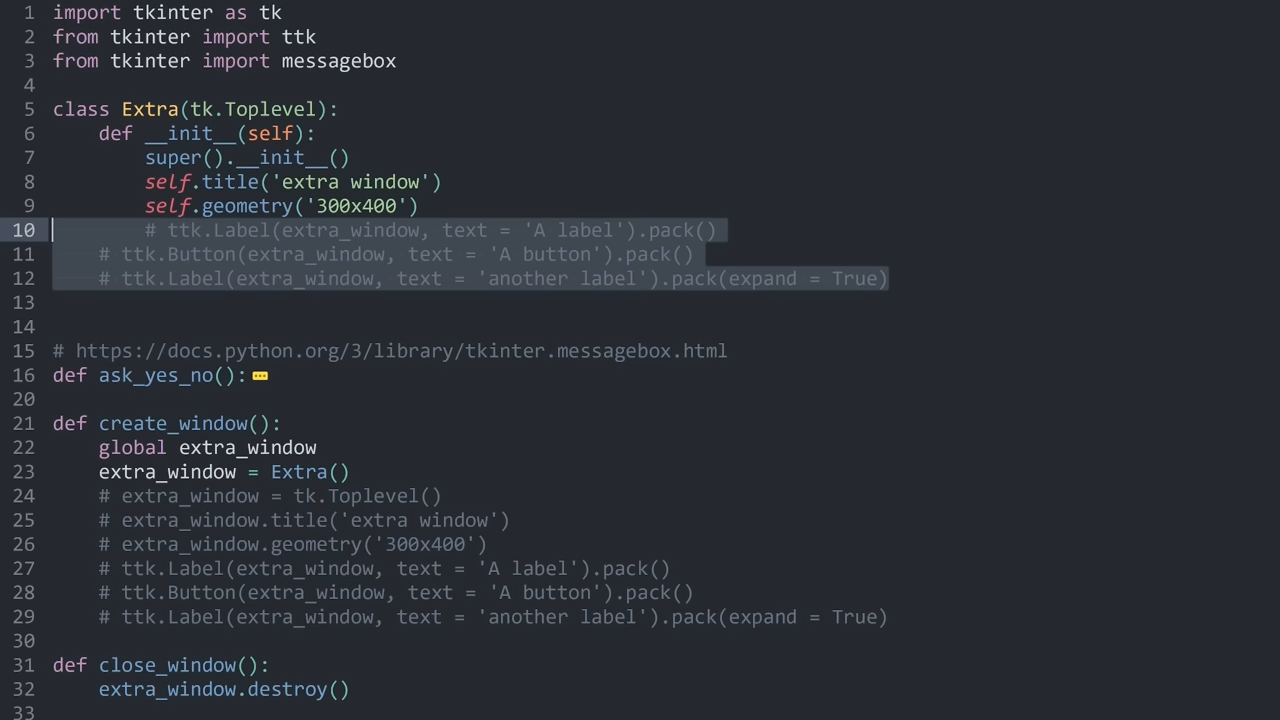 1 import tkinter as tk
2 from tkinter import ttk
3 from tkinter import messagebox
4
5 class Extra(tk.Toplevel):
6     def __init__(self):
7         super().__init__()
8         self.title('extra window')
9         self.geometry('300x400')
10         # ttk.Label(extra_window, text = 'A label').pack()
11     # ttk.Button(extra_window, text = 'A button').pack()
12     # ttk.Label(extra_window, text = 'another label').pack(expand = True)
13
14
15 # https://docs.python.org/3/library/tkinter.messagebox.html
16 def ask_yes_no():
20
21 def create_window():
22     global extra_window
23     extra_window = Extra()
24     # extra_window = tk.Toplevel()
25     # extra_window.title('extra window')
26     # extra_window.geometry('300x400')
27     # ttk.Label(extra_window, text = 'A label').pack()
28     # ttk.Button(extra_window, text = 'A button').pack()
29     # ttk.Label(extra_window, text = 'another label').pack(expand = True)
30
31 def close_window():
32     extra_window.destroy()
33